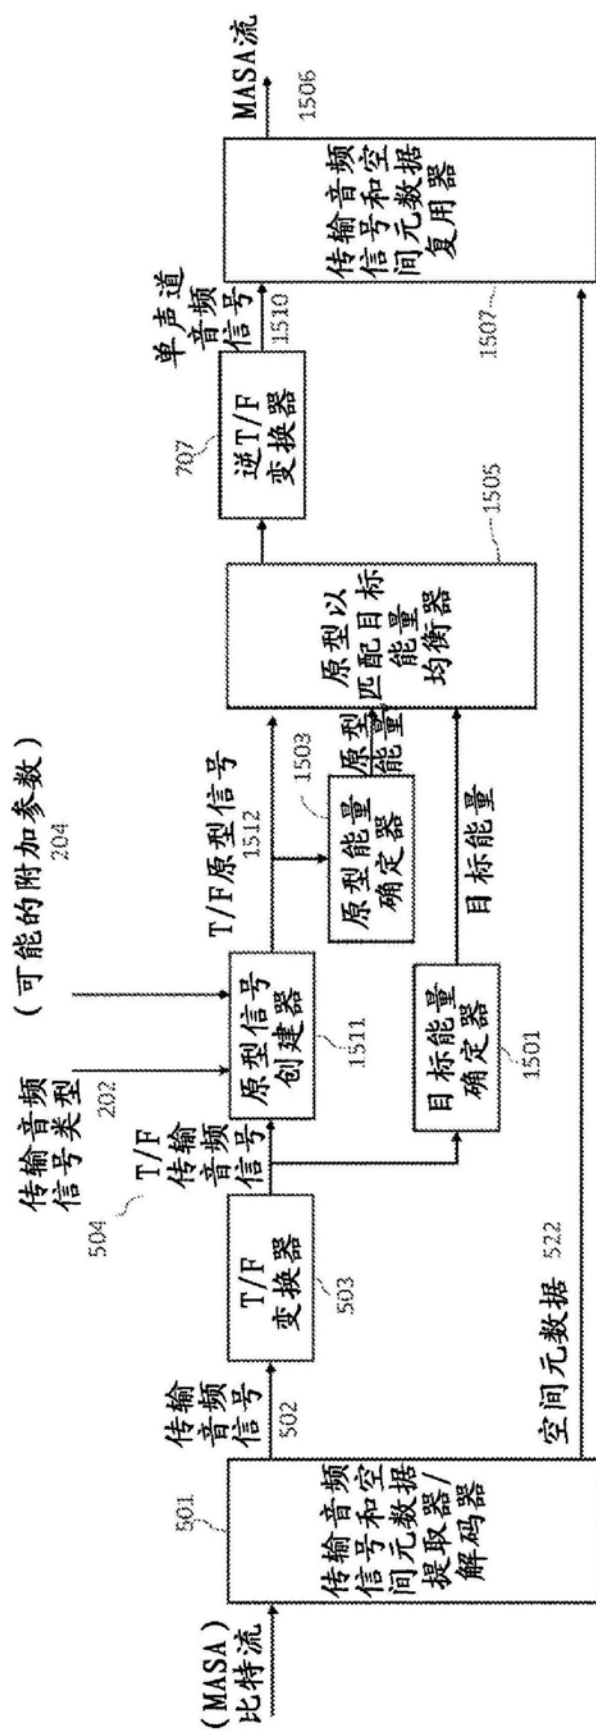 (MASA)
比特流
501
传输音频
信号和空
间元数据
提取器/
解码器
传输
音频
信号
502
空间元数据
522
T/F
变换器
503
504
T/F
传输
音频
信号
传输音频
信号类型
202
(可能的附加参数)
204
原型信号
创建器
1511
目标能量
确定器
1501
T/F原型信号
1512
原型能量
确定器
1503
原型
能量
目标能量
原型以
匹配目标
能量
均衡器
1505
逆T/F
变换器
707
单声道
音频
信号
1510
传输音频
信号和空
间元数据
复用器
1507
MASA流
1506